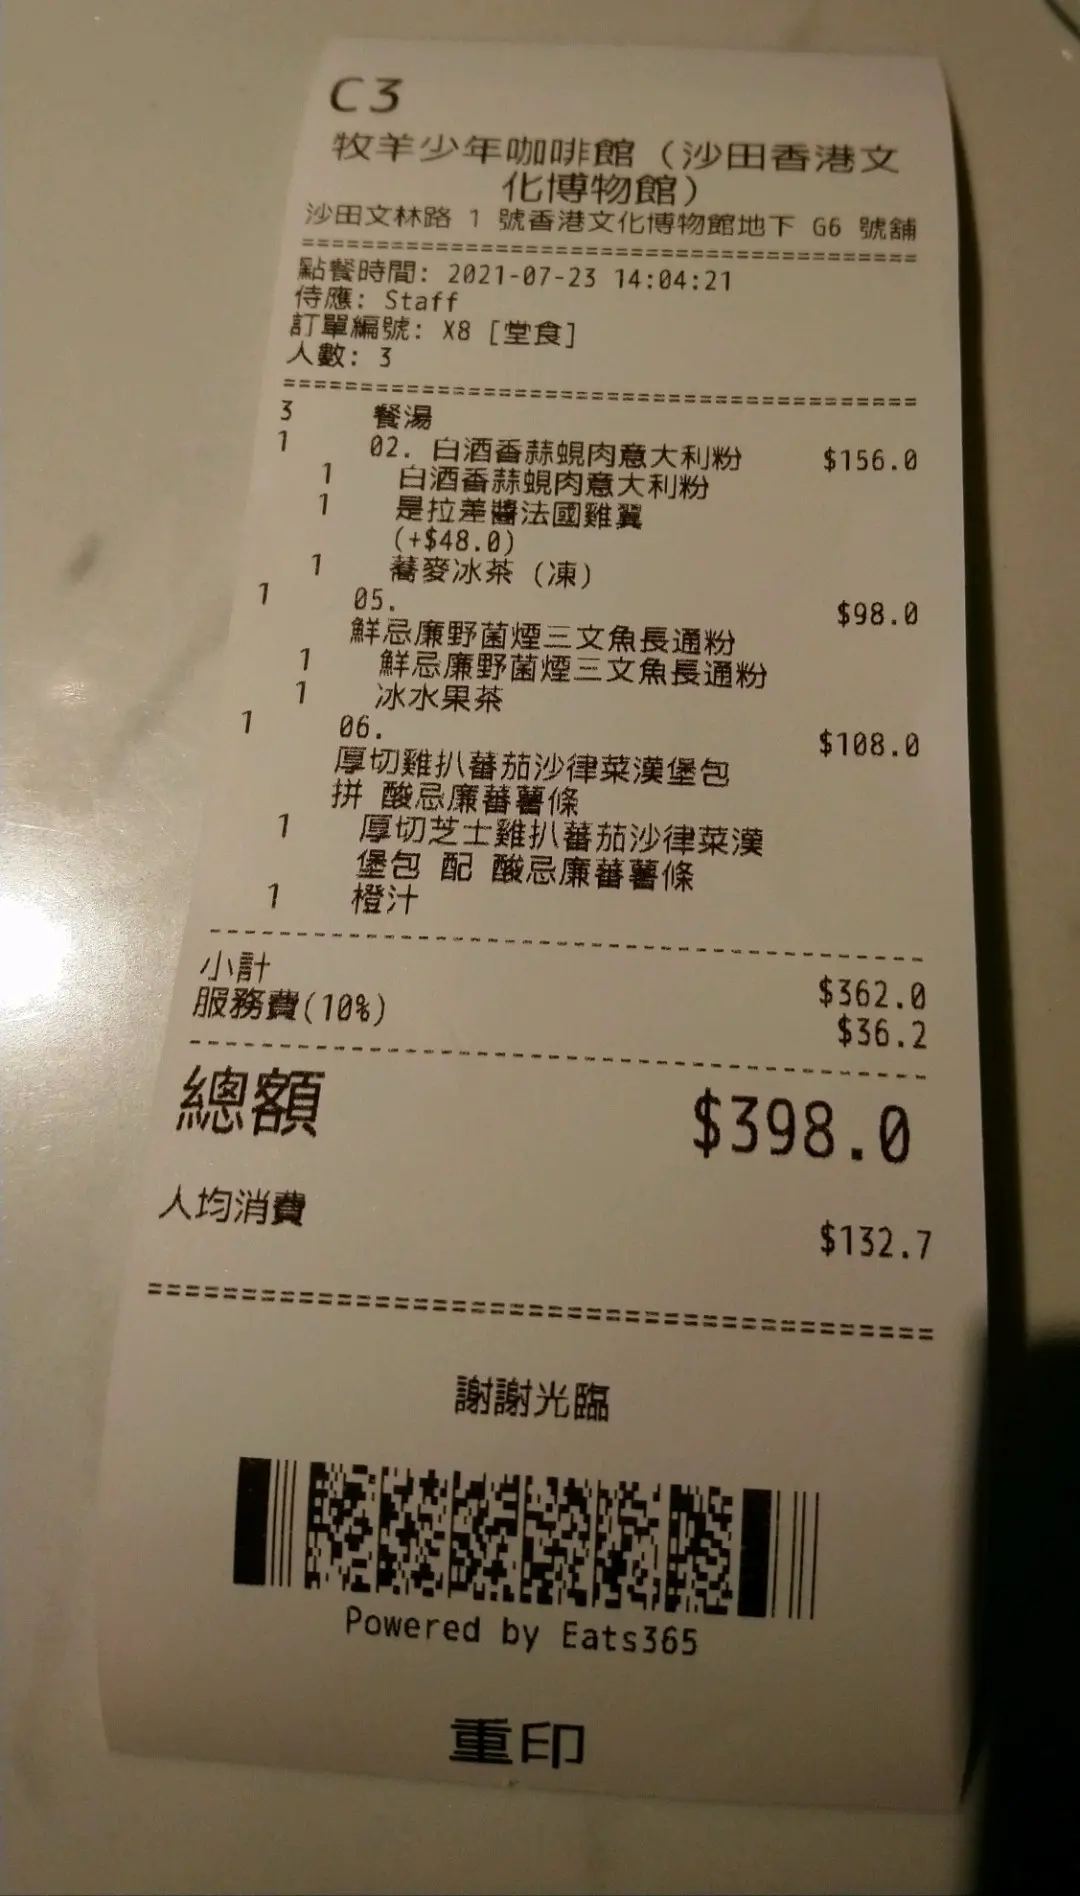 C3
牧羊少年咖啡館（沙田香港文
化博物館）
沙田文林路 1 號香港文化博物館地下 G6 號舖
========================================
點餐時間: 2021-07-23 14:04:21
侍應: Staff
訂單編號: X8 [堂食]
人數: 3
========================================
3 餐湯
1 02. 白酒香蒜蜆肉意大利粉 $156.0
1 白酒香蒜蜆肉意大利粉
1 是拉差醬法國雞翼
(+$48.0)
1 蕎麥冰茶 (凍)
1 05. $98.0
鮮忌廉野菌煙三文魚長通粉
1 鮮忌廉野菌煙三文魚長通粉
1 冰水果茶
1 06. $108.0
厚切雞扒蕃茄沙律菜漢堡包
拼 酸忌廉蕃薯條
1 厚切芝士雞扒蕃茄沙律菜漢
堡包 配 酸忌廉蕃薯條
1 橙汁
----------------------------------------
小計 $362.0
服務費(10%) $36.2
----------------------------------------
總額 $398.0
人均消費 $132.7
========================================
謝謝光臨
Powered by Eats365
重印